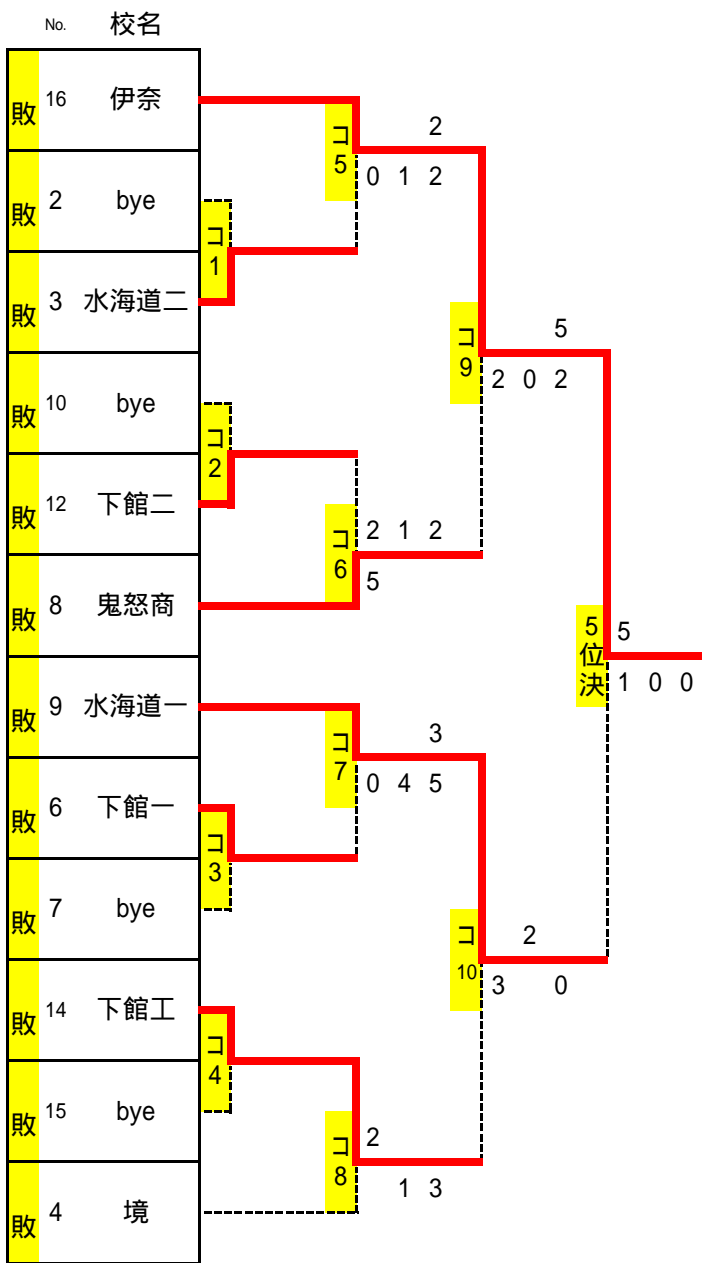 No. 校名
敗 16 伊奈
敗 2 bye
敗 3 水海道二
敗 10 bye
敗 12 下館二
敗 8 鬼怒商
敗 9 水海道一
敗 6 下館一
敗 7 bye
敗 14 下館工
敗 15 bye
敗 4 境
コ1
コ2
コ3
コ4
コ5
2
0 1 2
コ6
2 1 2
5
コ7
3
0 4 5
コ8
2
1 3
コ9
5
2 0 2
コ10
2
3 0
5位決
5
1 0 0